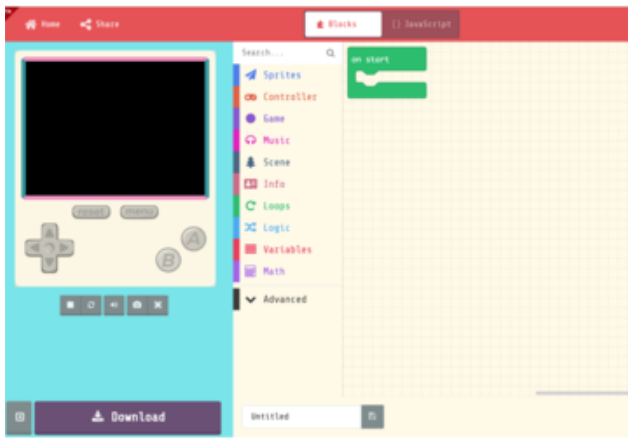 Home
Share
Blocks
{} JavaScript
Search...
on start
Sprites
Controller
Game
Music
Scene
Info
Loops
Logic
Variables
Math
Advanced
reset
menu
A
B
Download
Untitled